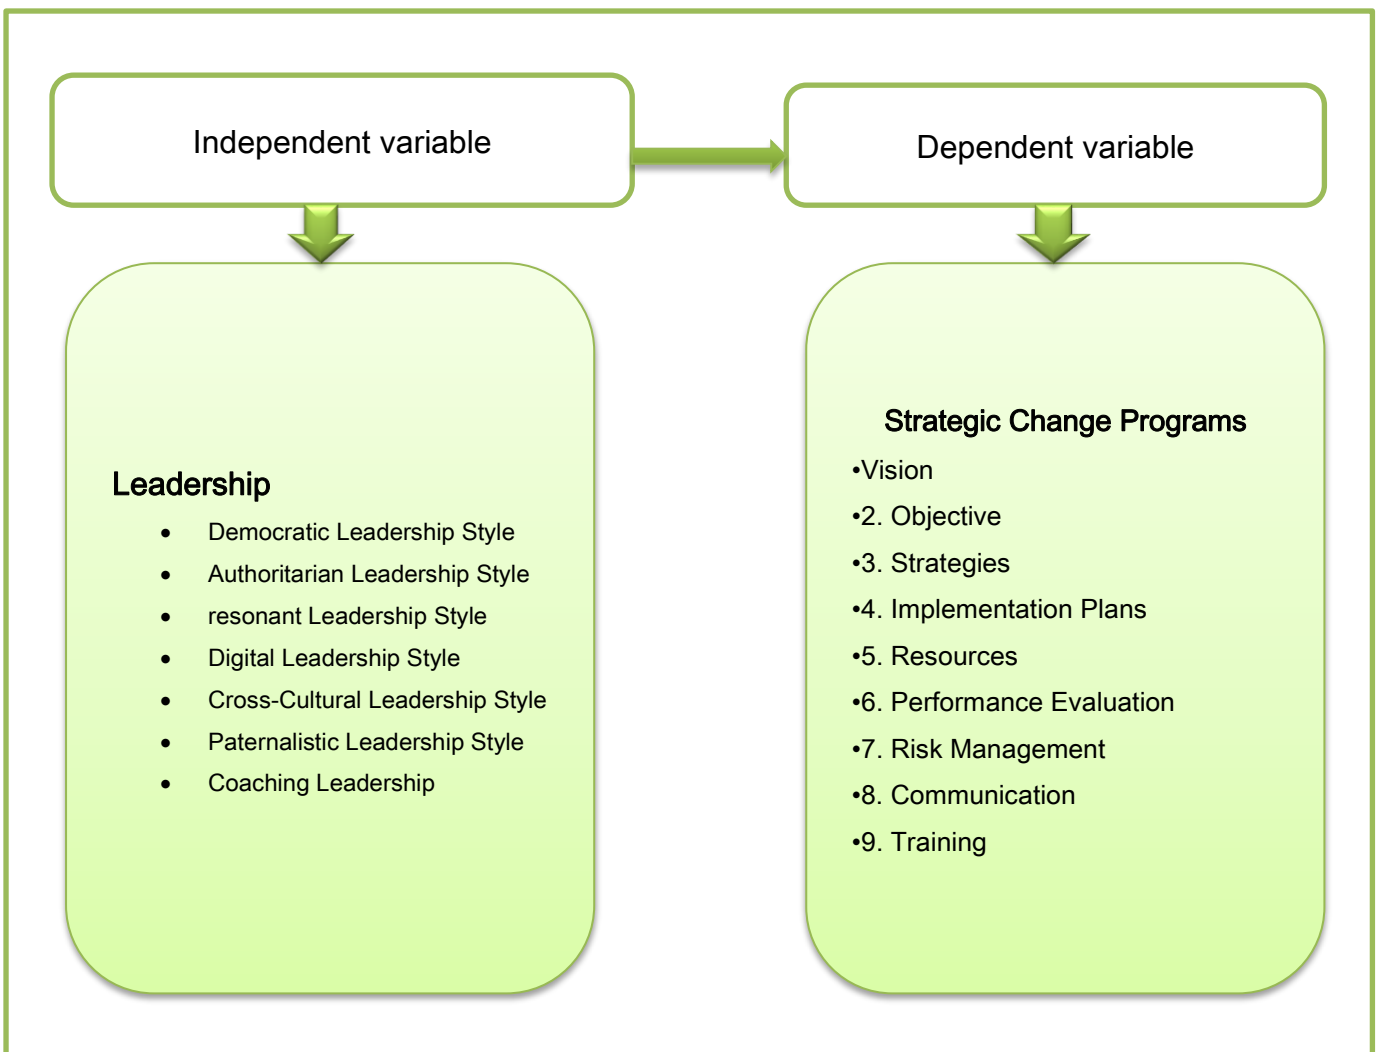 Independent variable
Dependent variable
Leadership
• Democratic Leadership Style
• Authoritarian Leadership Style
• resonant Leadership Style
• Digital Leadership Style
• Cross-Cultural Leadership Style
• Paternalistic Leadership Style
• Coaching Leadership
Strategic Change Programs
•Vision
•2. Objective
•3. Strategies
•4. Implementation Plans
•5. Resources
•6. Performance Evaluation
•7. Risk Management
•8. Communication
•9. Training